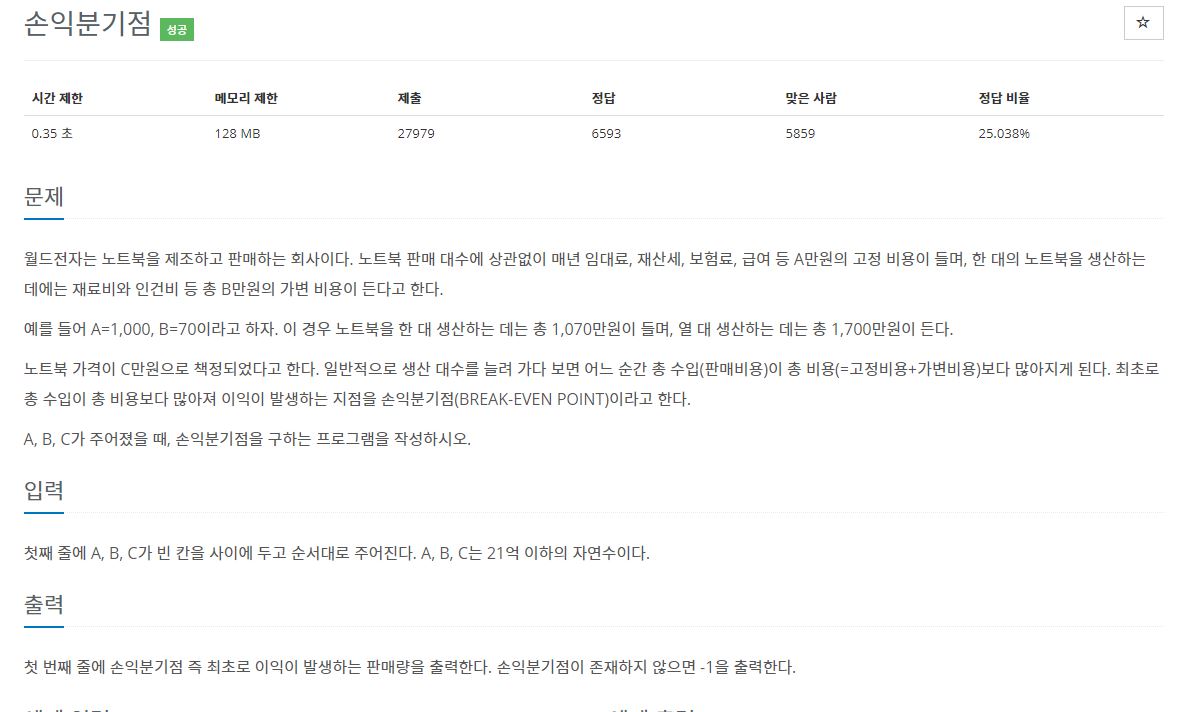 손익분기점 성공
☆
시간 제한 메모리 제한 제출 정답 맞은 사람 정답 비율
0.35 초 128 MB 27979 6593 5859 25.038%
문제
월드전자는 노트북을 제조하고 판매하는 회사이다. 노트북 판매 대수에 상관없이 매년 임대료, 재산세, 보험료, 급여 등 A만원의 고정 비용이 들며, 한 대의 노트북을 생산하는
데에는 재료비와 인건비 등 총 B만원의 가변 비용이 든다고 한다.
예를 들어 A=1,000, B=70이라고 하자. 이 경우 노트북을 한 대 생산하는 데는 총 1,070만원이 들며, 열 대 생산하는 데는 총 1,700만원이 든다.
노트북 가격이 C만원으로 책정되었다고 한다. 일반적으로 생산 대수를 늘려 가다 보면 어느 순간 총 수입(판매비용)이 총 비용(=고정비용+가변비용)보다 많아지게 된다. 최초로
총 수입이 총 비용보다 많아져 이익이 발생하는 지점을 손익분기점(BREAK-EVEN POINT)이라고 한다.
A, B, C가 주어졌을 때, 손익분기점을 구하는 프로그램을 작성하시오.
입력
첫째 줄에 A, B, C가 빈 칸을 사이에 두고 순서대로 주어진다. A, B, C는 21억 이하의 자연수이다.
출력
첫 번째 줄에 손익분기점 즉 최초로 이익이 발생하는 판매량을 출력한다. 손익분기점이 존재하지 않으면 -1을 출력한다.